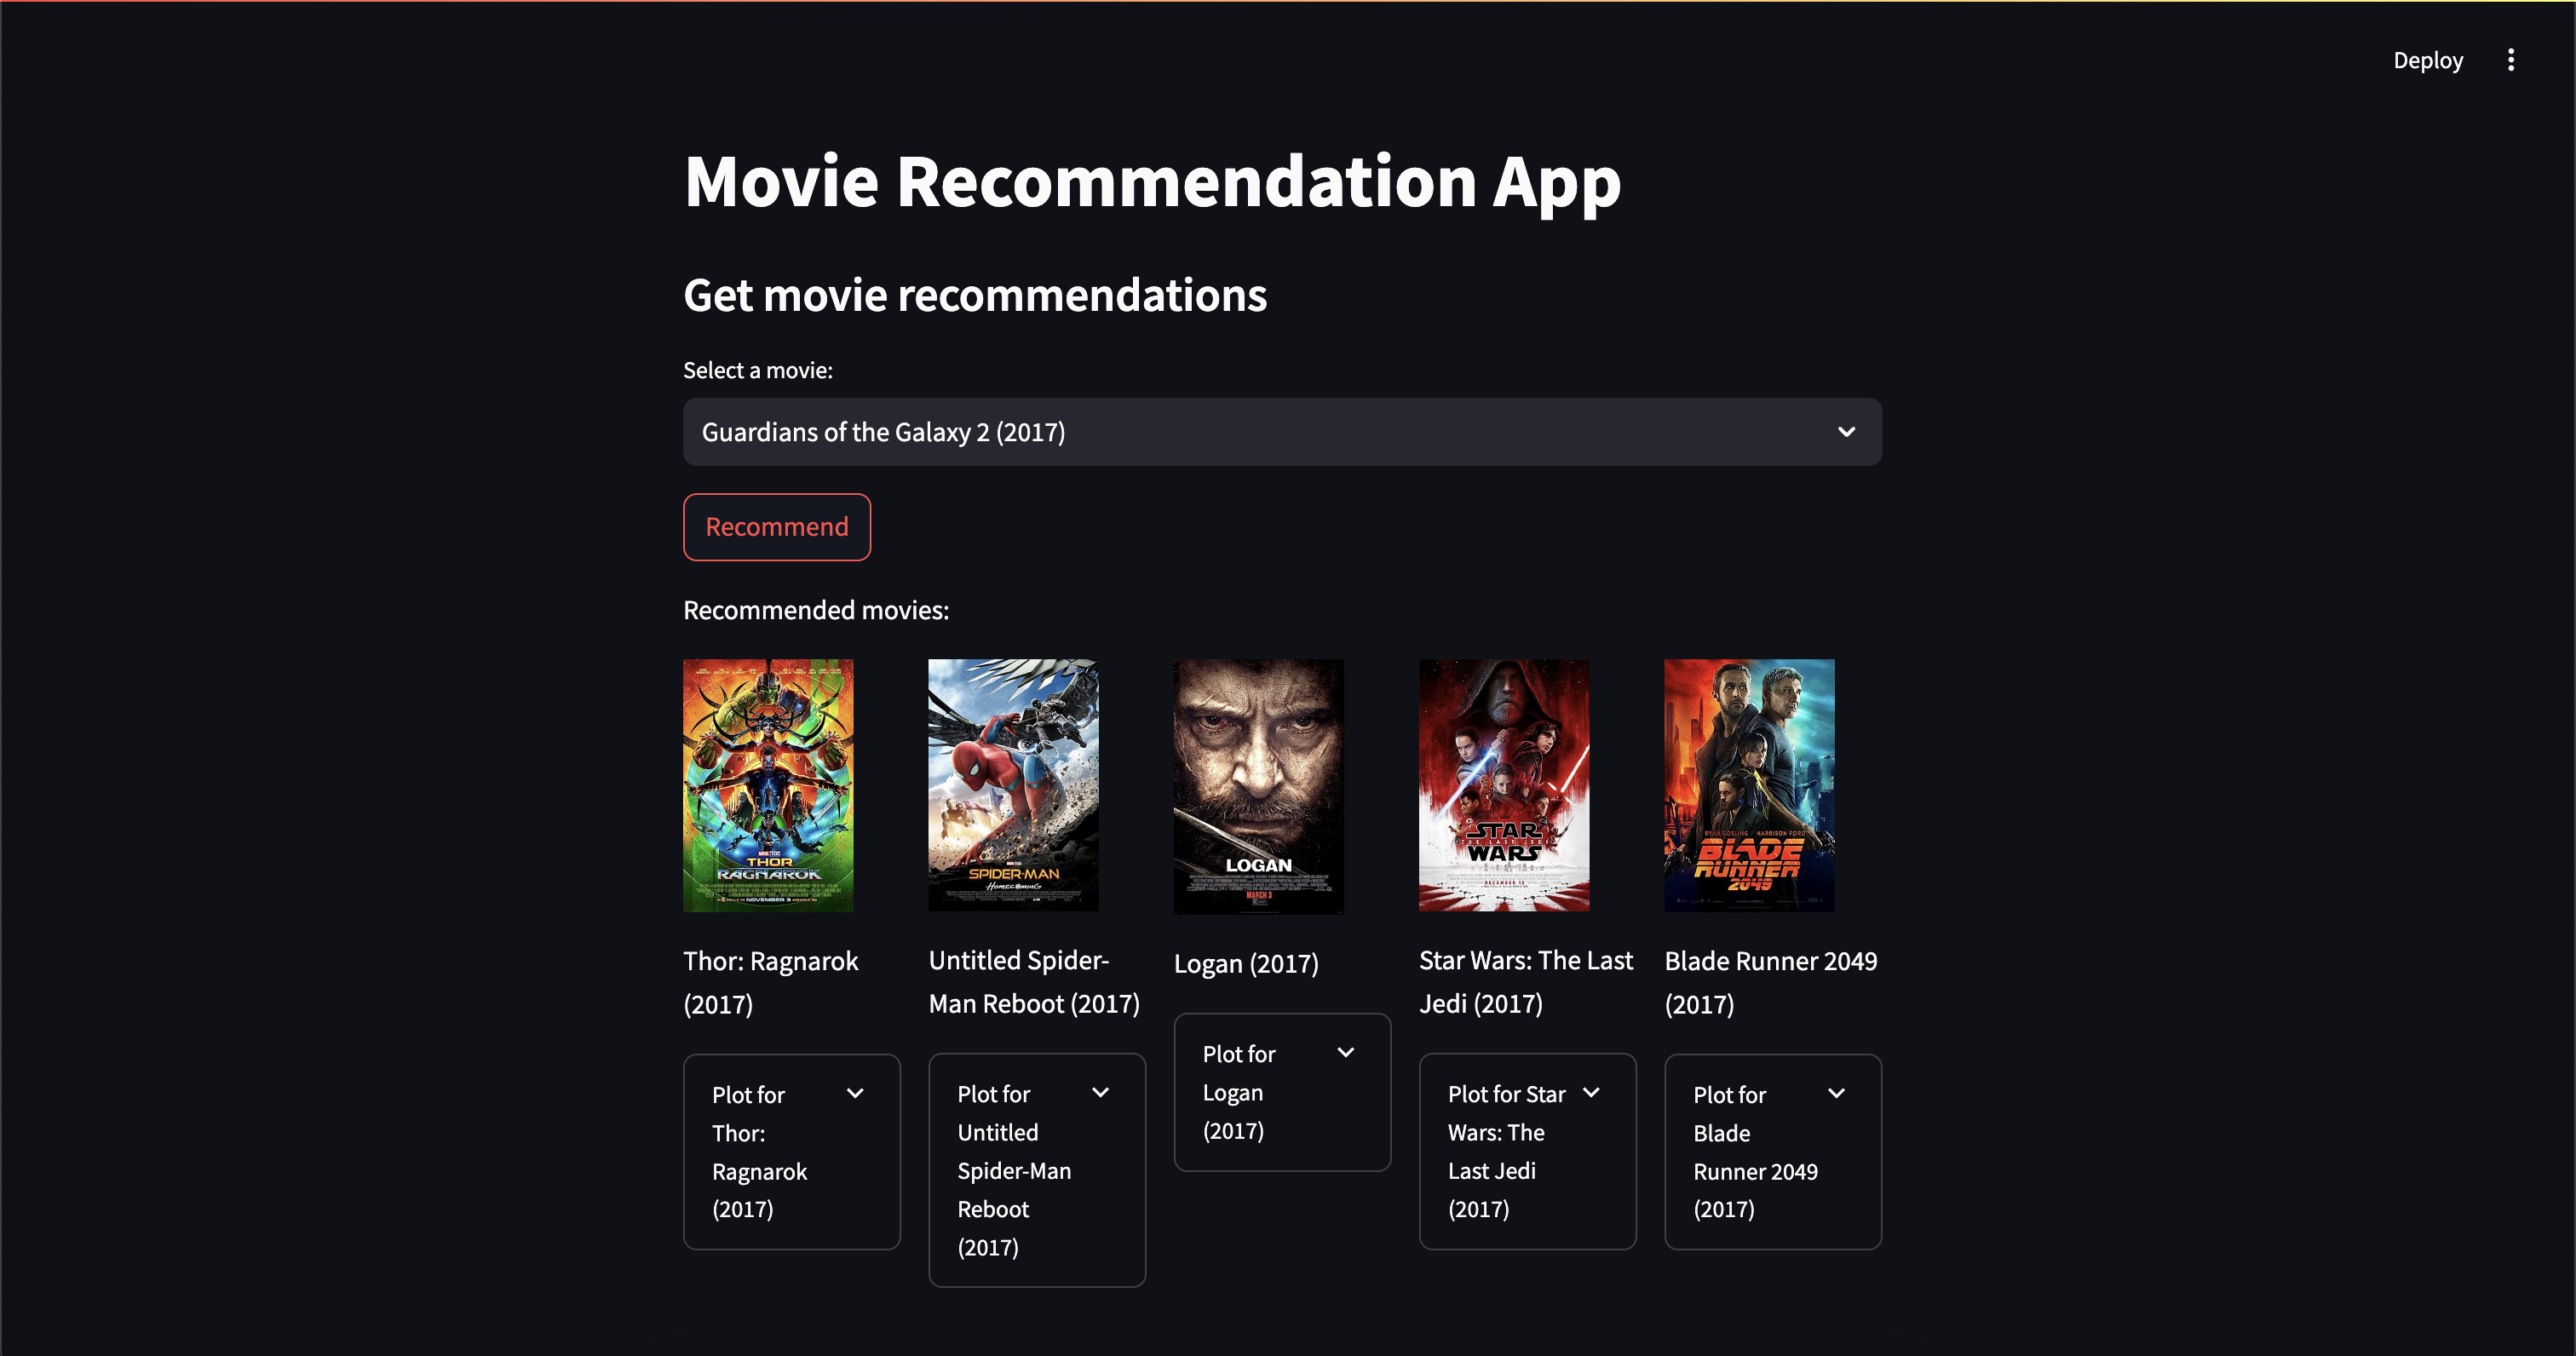 Deploy
Movie Recommendation App
Get movie recommendations
Select a movie:
Guardians of the Galaxy 2 (2017)
Recommend
Recommended movies:
THOR
RAGNAROK
NOVEMBER 3
SPIDER-MAN
HOMECOMING
LOGAN
MARCH 3
STAR
THE LAST JEDI
WARS
DECEMBER 15
RYAN GOSLING / HARRISON FORD
BLADE
RUNNER
2049
Thor: Ragnarok
(2017)
Untitled Spider-
Man Reboot (2017)
Logan (2017)
Star Wars: The Last
Jedi (2017)
Blade Runner 2049
(2017)
Plot for
Thor:
Ragnarok
(2017)
Plot for
Untitled
Spider-Man
Reboot
(2017)
Plot for
Logan
(2017)
Plot for Star
Wars: The
Last Jedi
(2017)
Plot for
Blade
Runner 2049
(2017)